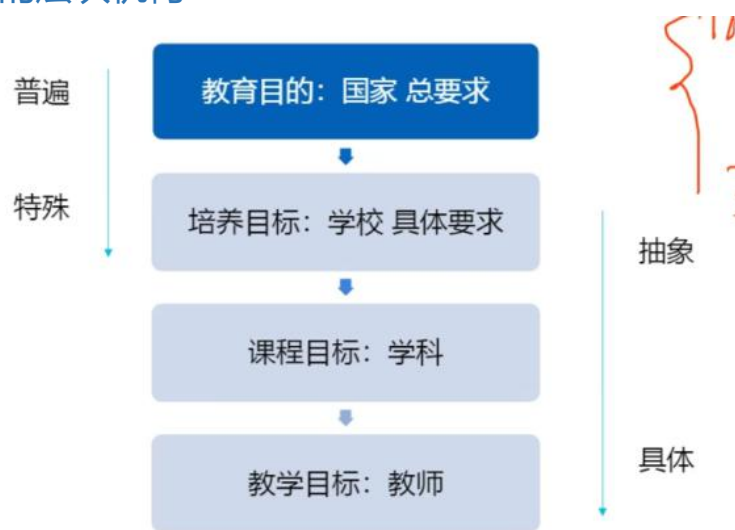 普遍
教育目的：国家 总要求
特殊
培养目标：学校 具体要求
抽象
课程目标：学科
具体
教学目标：教师